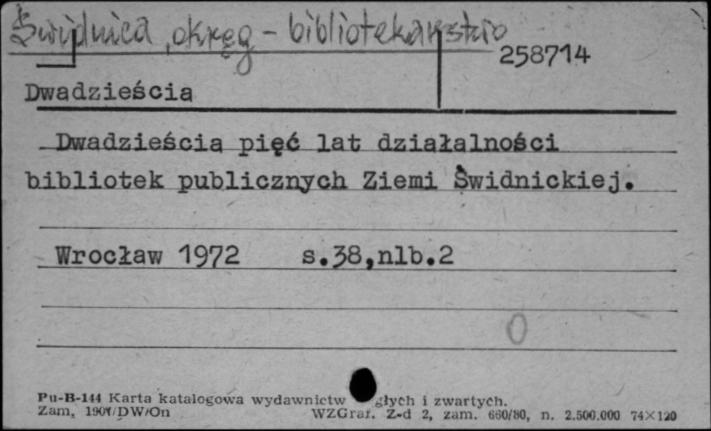 Świdnica, okręg - bibliotekarstwo
258714
Dwadzieścia
Dwadzieścia pięć lat działalności
bibliotek publicznych Ziemi Świdnickiej.
Wrocław 1972 s.38,nlb.2
0
Pu-B-144 Karta katalogowa wydawnictw głych i zwartych.
Zam. DW/On WZGraf. Z-d 2, zam. 660/80, n. 2.500.000 74×120